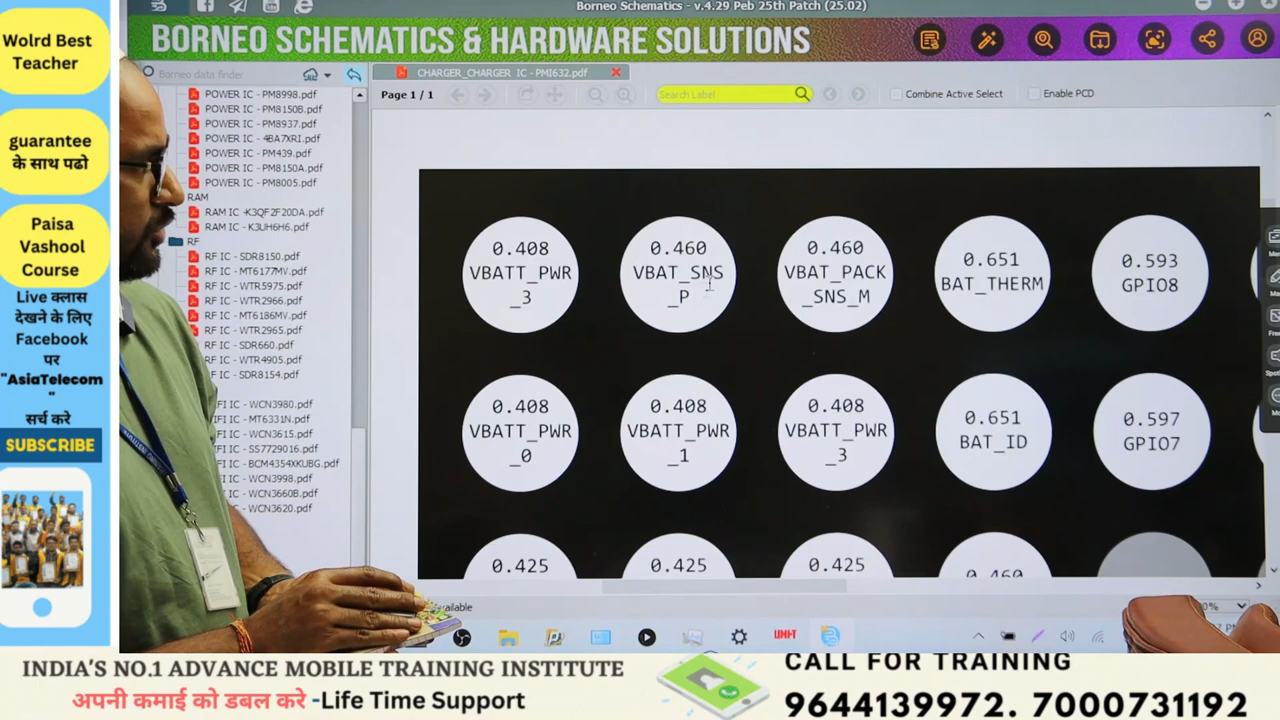 Wolrd Best
Teacher
guarantee
के साथ पढो
Paisa
Vashool
Course
Live क्लास
देखने के लिए
Facebook
पर
"AsiaTelecom
"
सर्च करे
SUBSCRIBE
Borneo Schematics - v.4.29 Peb 25th Patch (25.02)
BORNEO SCHEMATICS & HARDWARE SOLUTIONS
Borneo data finder
CHARGER_CHARGER IC - PMI632.pdf
Page 1 / 1
Search Label
Combine Active Select
Enable PCD
POWER IC - PM8998.pdf
POWER IC - PM8150B.pdf
POWER IC - PM8937.pdf
POWER IC - 4BA7XRI.pdf
POWER IC - PM439.pdf
POWER IC - PM8150A.pdf
POWER IC - PM8005.pdf
RAM
RAM IC -K3QF2F20DA.pdf
RAM IC - K3UH6H6.pdf
RF
RF IC - SDR8150.pdf
RF IC - MT6177MV.pdf
RF IC - WTR5975.pdf
RF IC - WTR2966.pdf
RF IC - MT6186MV.pdf
RF IC - WTR2965.pdf
RF IC - SDR660.pdf
RF IC - WTR4905.pdf
RF IC - SDR8154.pdf
FI IC - WCN3980.pdf
FI IC - MT6331N.pdf
FI IC - WCN3615.pdf
FI IC - SS7729016.pdf
FI IC - BCM4354XKUBG.pdf
FI IC - WCN3998.pdf
FI IC - WCN3660B.pdf
FI IC - WCN3620.pdf
0.408
VBATT_PWR
_3
0.460
VBAT_SNS
_P
0.460
VBAT_PACK
_SNS_M
0.651
BAT_THERM
0.593
GPIO8
0.408
VBATT_PWR
_0
0.408
VBATT_PWR
_1
0.408
VBATT_PWR
_3
0.651
BAT_ID
0.597
GPIO7
0.425
0.425
0.425
0.460
UNI-T
INDIA'S NO.1 ADVANCE MOBILE TRAINING INSTITUTE
अपनी कमाई को डबल करे -Life Time Support
CALL FOR TRAINING
9644139972. 7000731192